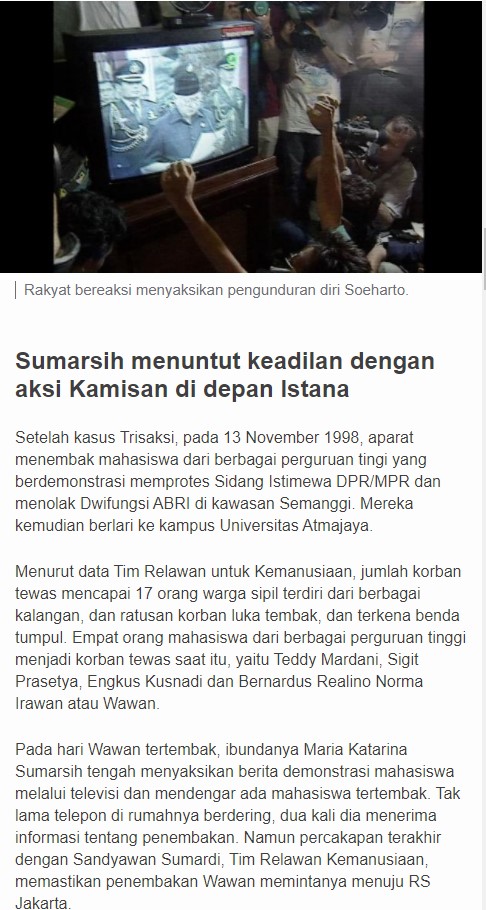 Rakyat bereaksi menyaksikan pengunduran diri Soeharto.
Sumarsih menuntut keadilan dengan
aksi Kamisan di depan Istana
Setelah kasus Trisaksi, pada 13 November 1998, aparat
menembak mahasiswa dari berbagai perguruan tingi yang
berdemonstrasi memprotes Sidang Istimewa DPR/MPR dan
menolak Dwifungsi ABRI di kawasan Semanggi. Mereka
kemudian berlari ke kampus Universitas Atmajaya.
Menurut data Tim Relawan untuk Kemanusiaan, jumlah korban
tewas mencapai 17 orang warga sipil terdiri dari berbagai
kalangan, dan ratusan korban luka tembak, dan terkena benda
tumpul. Empat orang mahasiswa dari berbagai perguruan tinggi
menjadi korban tewas saat itu, yaitu Teddy Mardani, Sigit
Prasetya, Engkus Kusnadi dan Bernardus Realino Norma
Irawan atau Wawan.
Pada hari Wawan tertembak, ibundanya Maria Katarina
Sumarsih tengah menyaksikan berita demonstrasi mahasiswa
melalui televisi dan mendengar ada mahasiswa tertembak. Tak
lama telepon di rumahnya berdering, dua kali dia menerima
informasi tentang penembakan. Namun percakapan terakhir
dengan Sandyawan Sumardi, Tim Relawan Kemanusiaan,
memastikan penembakan Wawan memintanya menuju RS
Jakarta.